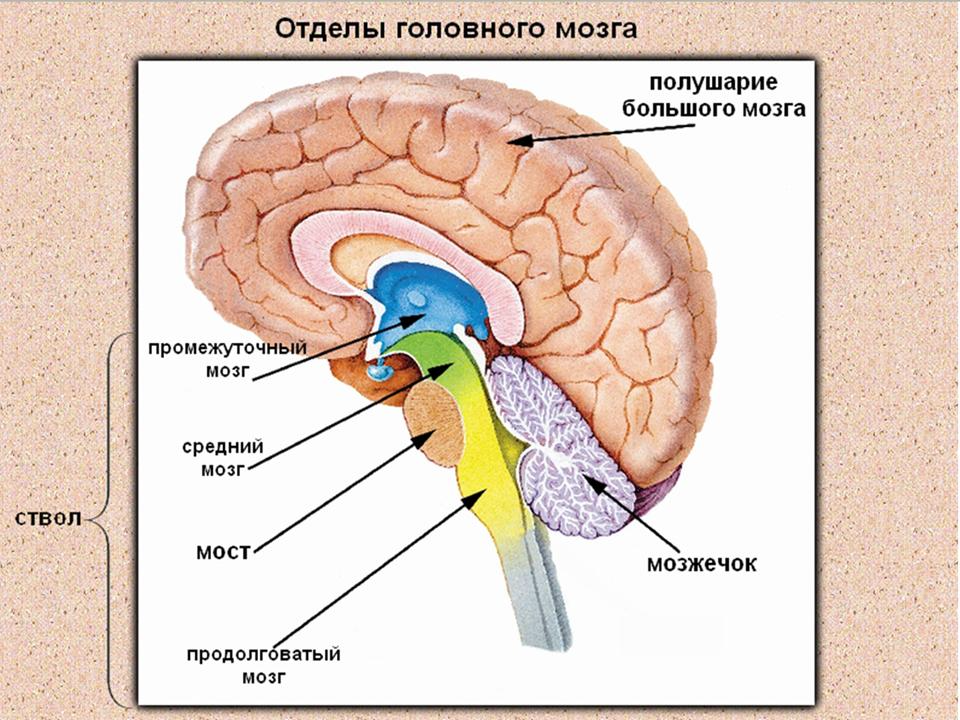 Отделы головного мозга
полушарие
большого мозга
промежуточный
мозг
средний
мозг
ствол
мост
мозжечок
продолговатый
мозг